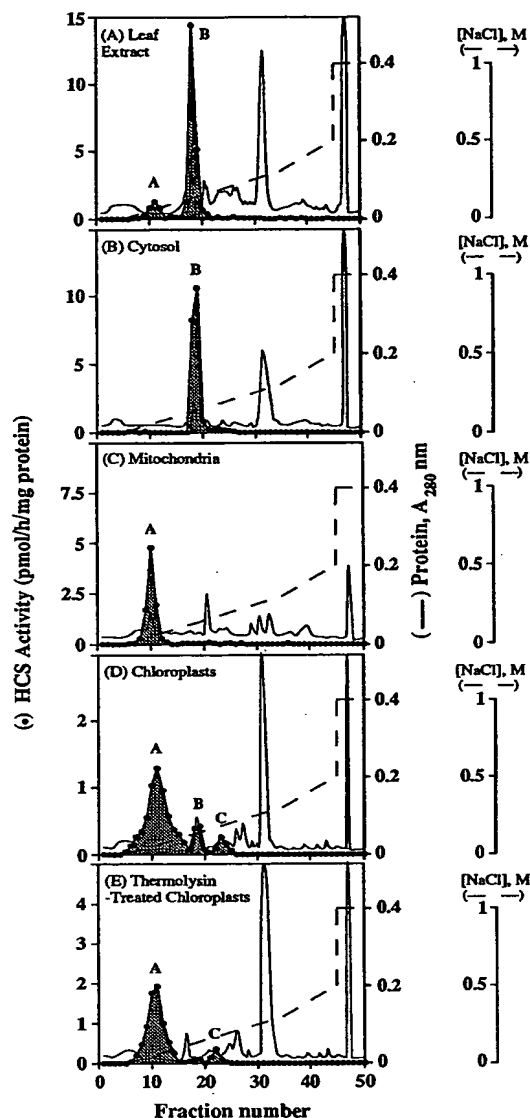 (A) Leaf
Extract
A
B
15
10
5
0
0.4
0.2
0
[NaCl], M
(— —)
1
0.5
0
(B) Cytosol
B
10
5
0
0.4
0.2
0
[NaCl], M
(— —)
1
0.5
0
(C) Mitochondria
A
7.5
5
2.5
0
0.4
0.2
0
[NaCl], M
(— —)
1
0.5
0
(D) Chloroplasts
A
B
C
2
1
0
0.4
0.2
0
[NaCl], M
(— —)
1
0.5
0
(E) Thermolysin
-Treated Chloroplasts
A
C
4
3
2
1
0
0.4
0.2
0
[NaCl], M
(— —)
1
0.5
0
0 10 20 30 40 50
Fraction number
(•) HCS Activity (pmol/h/mg protein)
(—) Protein, A280 nm